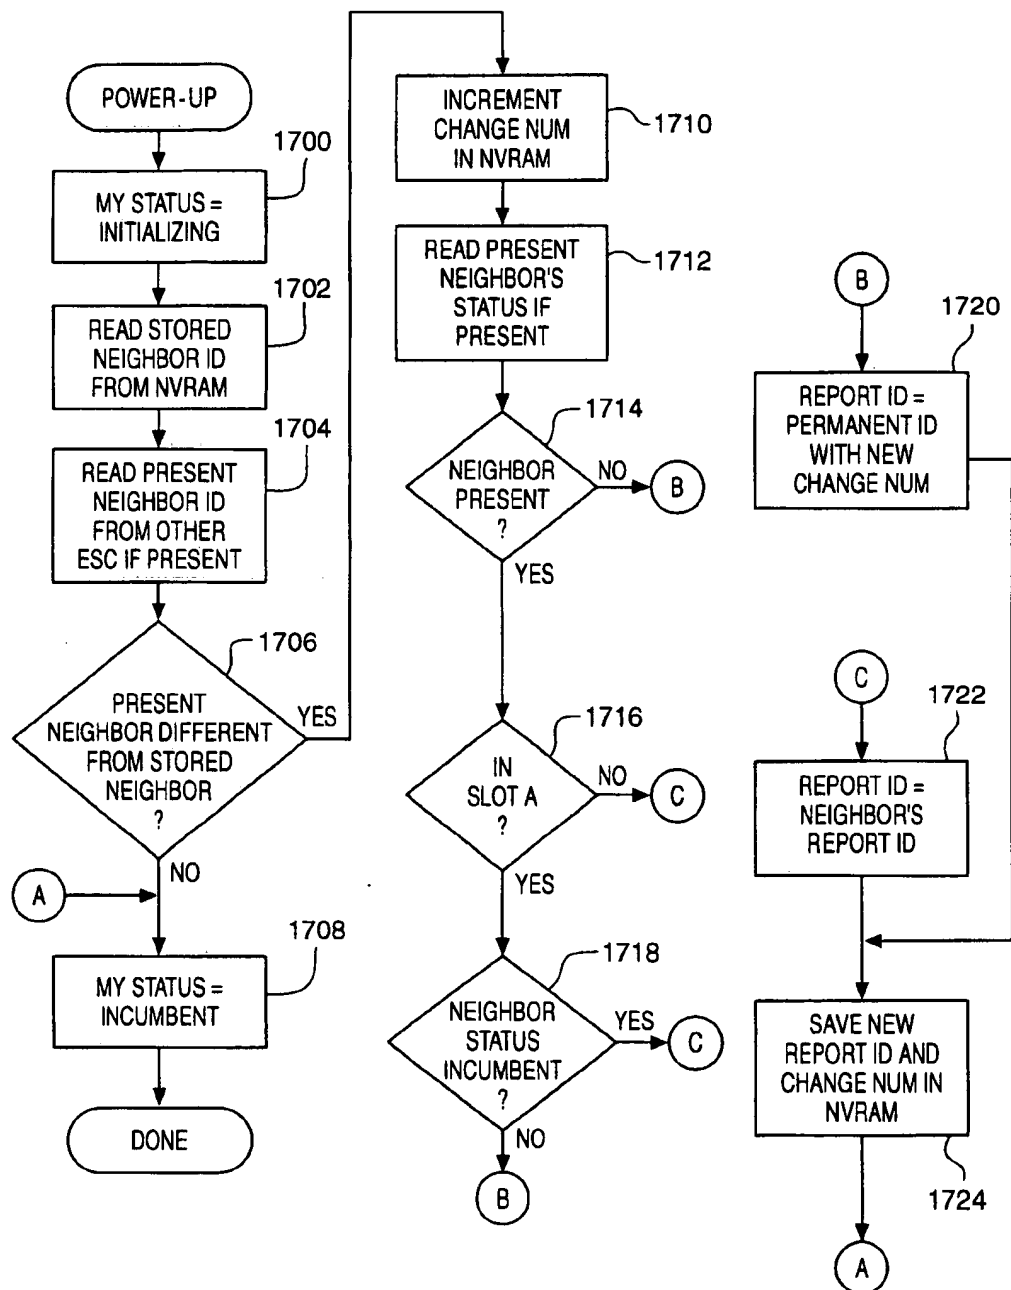 POWER-UP
1700
MY STATUS =
INITIALIZING
1702
READ STORED
NEIGHBOR ID
FROM NVRAM
1704
READ PRESENT
NEIGHBOR ID
FROM OTHER
ESC IF PRESENT
1706
PRESENT
NEIGHBOR DIFFERENT
FROM STORED
NEIGHBOR
?
YES
NO
A
1708
MY STATUS =
INCUMBENT
DONE
INCREMENT
CHANGE NUM
IN NVRAM
1710
READ PRESENT
NEIGHBOR'S
STATUS IF
PRESENT
1712
1714
NEIGHBOR
PRESENT
?
NO
B
YES
1716
IN
SLOT A
?
NO
C
YES
1718
NEIGHBOR
STATUS
INCUMBENT
?
YES
C
NO
B
B
1720
REPORT ID =
PERMANENT ID
WITH NEW
CHANGE NUM
C
1722
REPORT ID =
NEIGHBOR'S
REPORT ID
SAVE NEW
REPORT ID AND
CHANGE NUM IN
NVRAM
1724
A